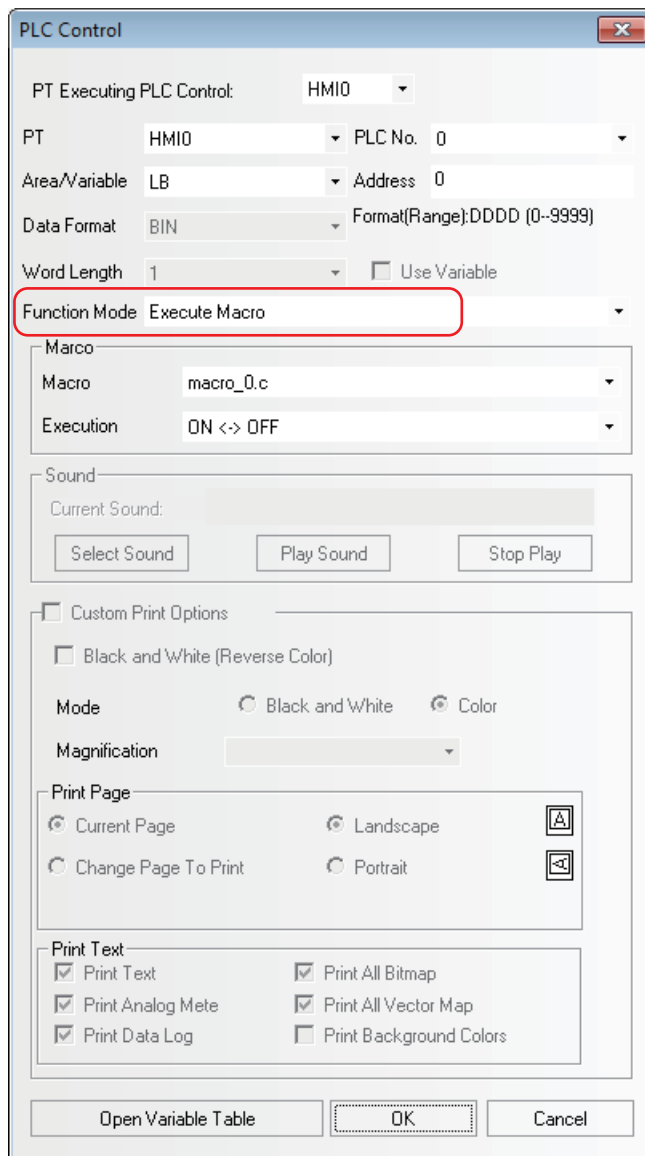 PLC Control
PT Executing PLC Control: HMI0
PT HMI0 PLC No. 0
Area/Variable LB Address 0
Data Format BIN Format(Range):DDDD (0--9999)
Word Length 1 Use Variable
Function Mode Execute Macro
Marco
Macro macro_0.c
Execution ON <-> OFF
Sound
Current Sound:
Select Sound Play Sound Stop Play
Custom Print Options
Black and White (Reverse Color)
Mode Black and White Color
Magnification
Print Page
Current Page Landscape A
Change Page To Print Portrait A
Print Text
Print Text Print All Bitmap
Print Analog Mete Print All Vector Map
Print Data Log Print Background Colors
Open Variable Table OK Cancel